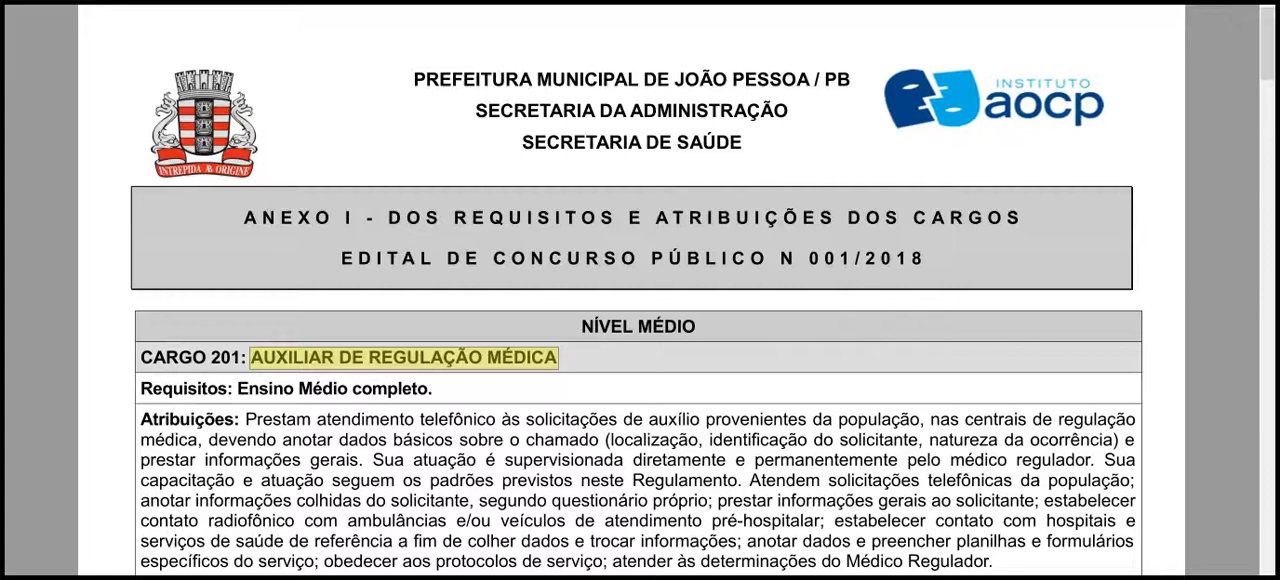 PREFEITURA MUNICIPAL DE JOÃO PESSOA / PB
SECRETARIA DA ADMINISTRAÇÃO
SECRETARIA DE SAÚDE
INTREPIDA AB ORIGINE
INSTITUTO
aocp
ANEXO I - DOS REQUISITOS E ATRIBUIÇÕES DOS CARGOS
EDITAL DE CONCURSO PÚBLICO N 001/2018
NÍVEL MÉDIO
CARGO 201: AUXILIAR DE REGULAÇÃO MÉDICA
Requisitos: Ensino Médio completo.
Atribuições: Prestam atendimento telefônico às solicitações de auxílio provenientes da população, nas centrais de regulação
médica, devendo anotar dados básicos sobre o chamado (localização, identificação do solicitante, natureza da ocorrência) e
prestar informações gerais. Sua atuação é supervisionada diretamente e permanentemente pelo médico regulador. Sua
capacitação e atuação seguem os padrões previstos neste Regulamento. Atendem solicitações telefônicas da população;
anotar informações colhidas do solicitante, segundo questionário próprio; prestar informações gerais ao solicitante; estabelecer
contato radiofônico com ambulâncias e/ou veículos de atendimento pré-hospitalar; estabelecer contato com hospitais e
serviços de saúde de referência a fim de colher dados e trocar informações; anotar dados e preencher planilhas e formulários
específicos do serviço; obedecer aos protocolos de serviço; atender às determinações do Médico Regulador.